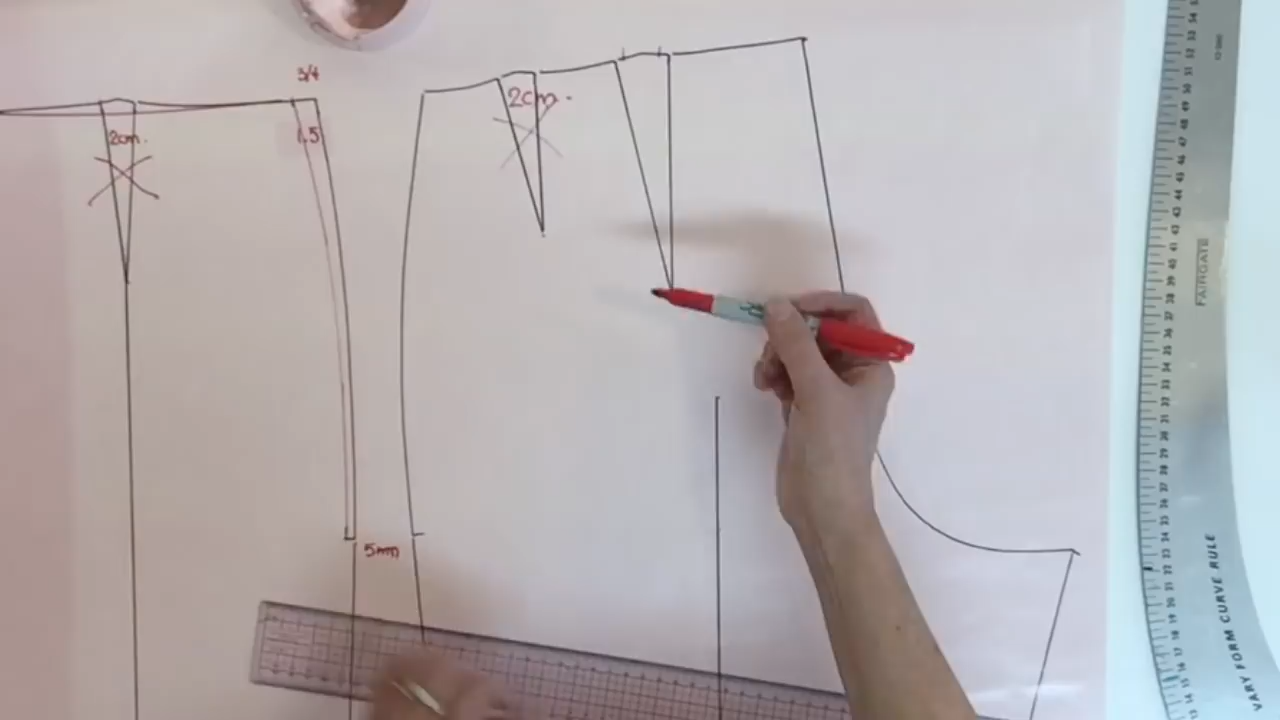 3/4
1.5
2cm.
2cm.
5mm
FAIRGATE
VARY FORM CURVE RULE